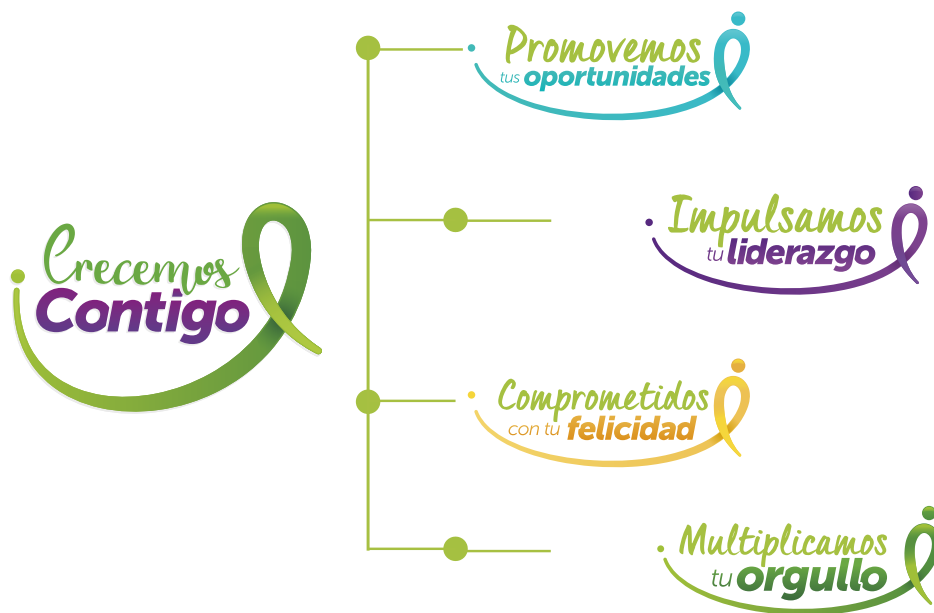 Crecemos
Contigo
Promovemos
tus oportunidades
Impulsamos
tu liderazgo
Comprometidos
con tu felicidad
Multiplicamos
tu orgullo